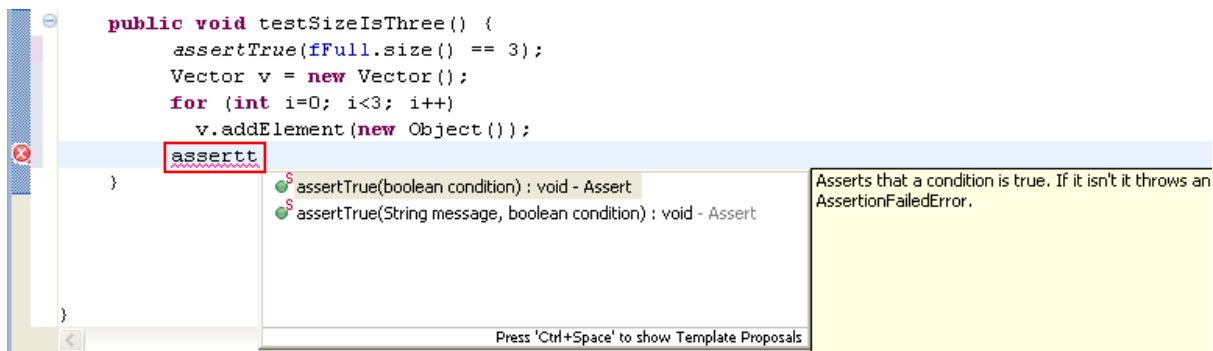 public void testSizeIsThree() {
assertTrue(fFull.size() == 3);
Vector v = new Vector();
for (int i=0; i<3; i++)
v.addElement(new Object());
assertt
}
assertTrue(boolean condition) : void - Assert
assertTrue(String message, boolean condition) : void - Assert
Press 'Ctrl+Space' to show Template Proposals
Asserts that a condition is true. If it isn't it throws an
AssertionFailedError.
}